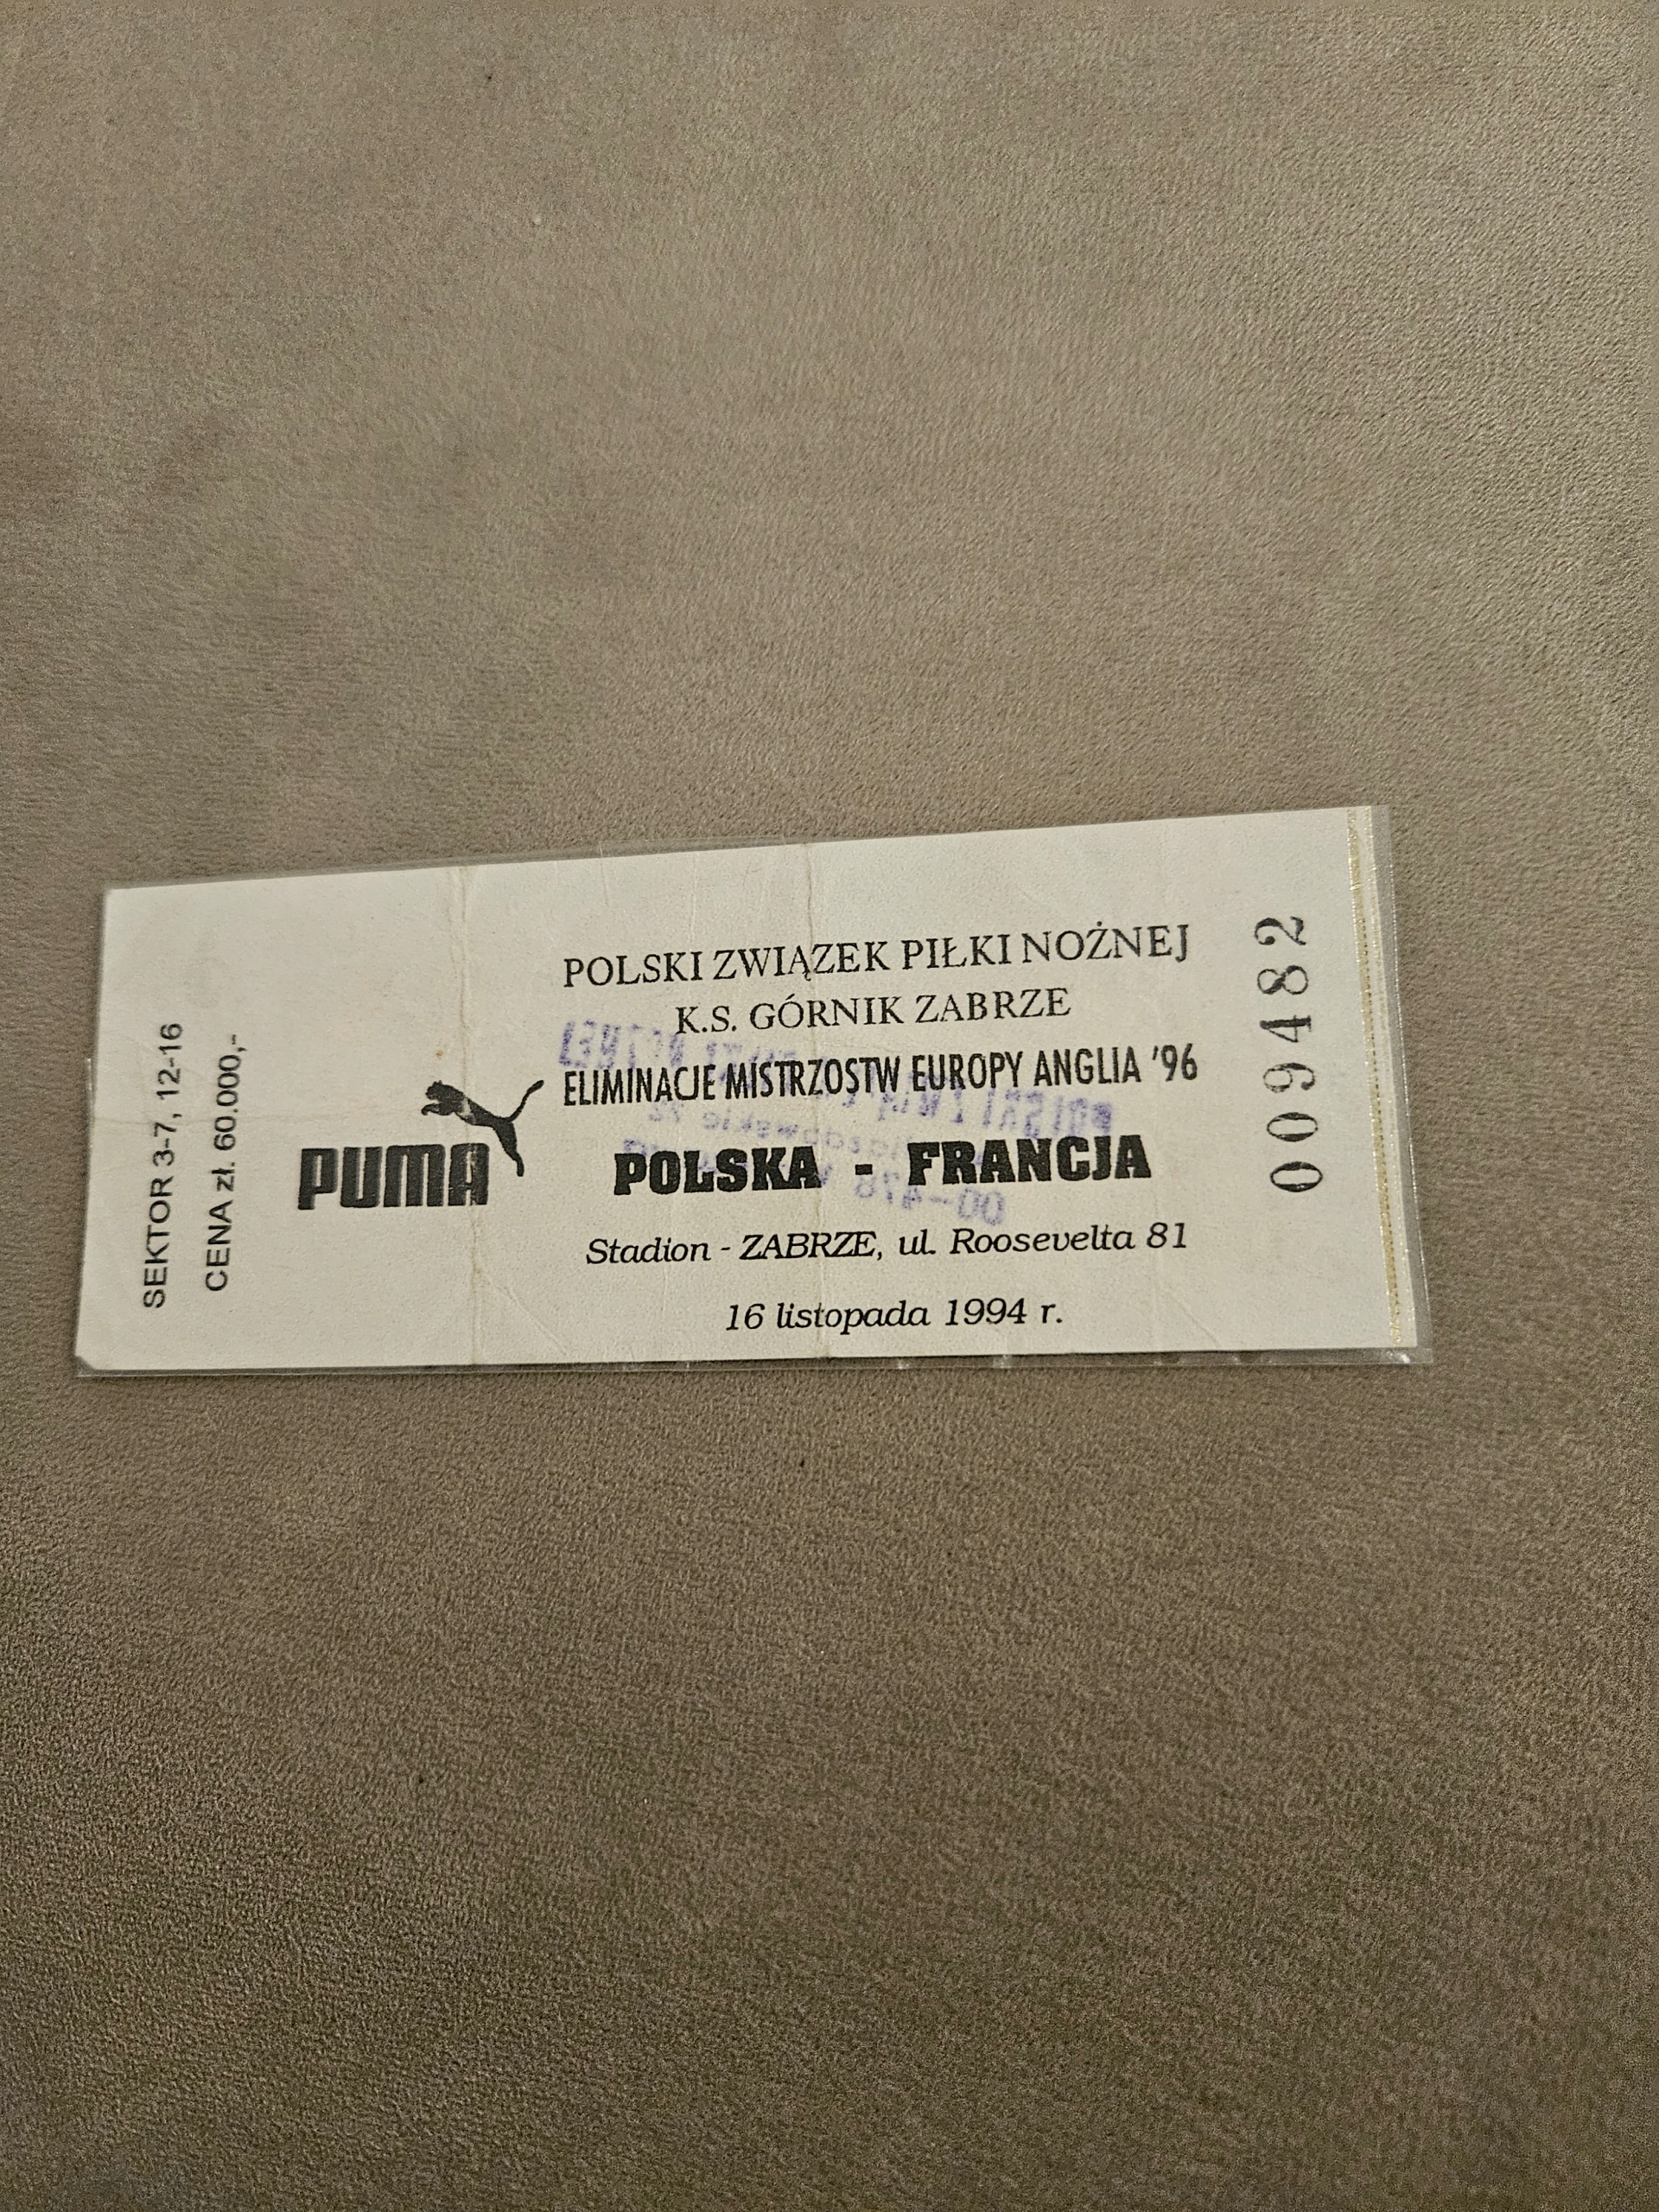 SEKTOR 3-7, 12-16
CENA zł. 60.000,-
PUMA
POLSKI ZWIĄZEK PIŁKI NOŻNEJ
K.S. GÓRNIK ZABRZE
ELIMINACJE MISTRZOSTW EUROPY ANGLIA '96
POLSKA - FRANCJA
Stadion - ZABRZE, ul. Roosevelta 81
16 listopada 1994 r.
009482